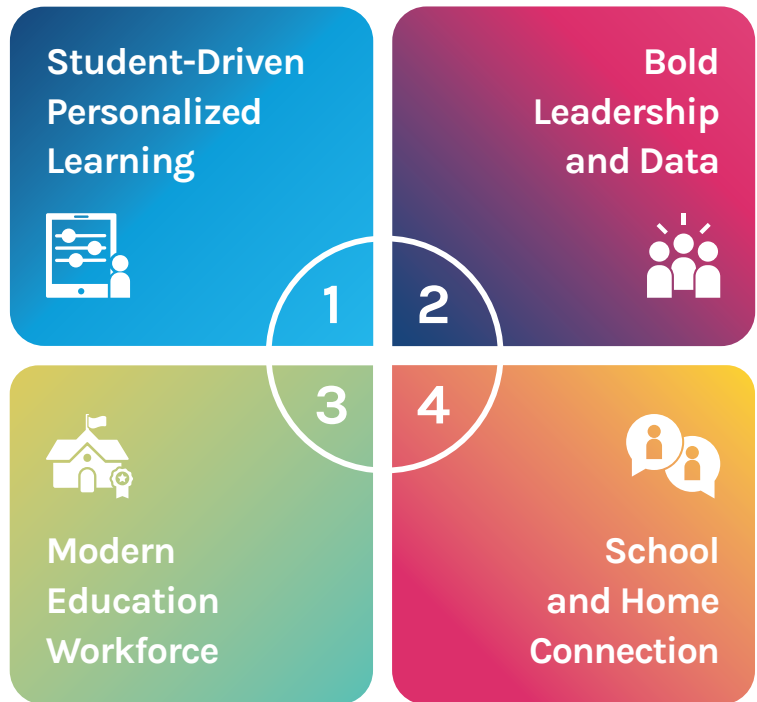 Student-Driven
Personalized
Learning
1
Bold
Leadership
and Data
2
3
Modern
Education
Workforce
4
School
and Home
Connection